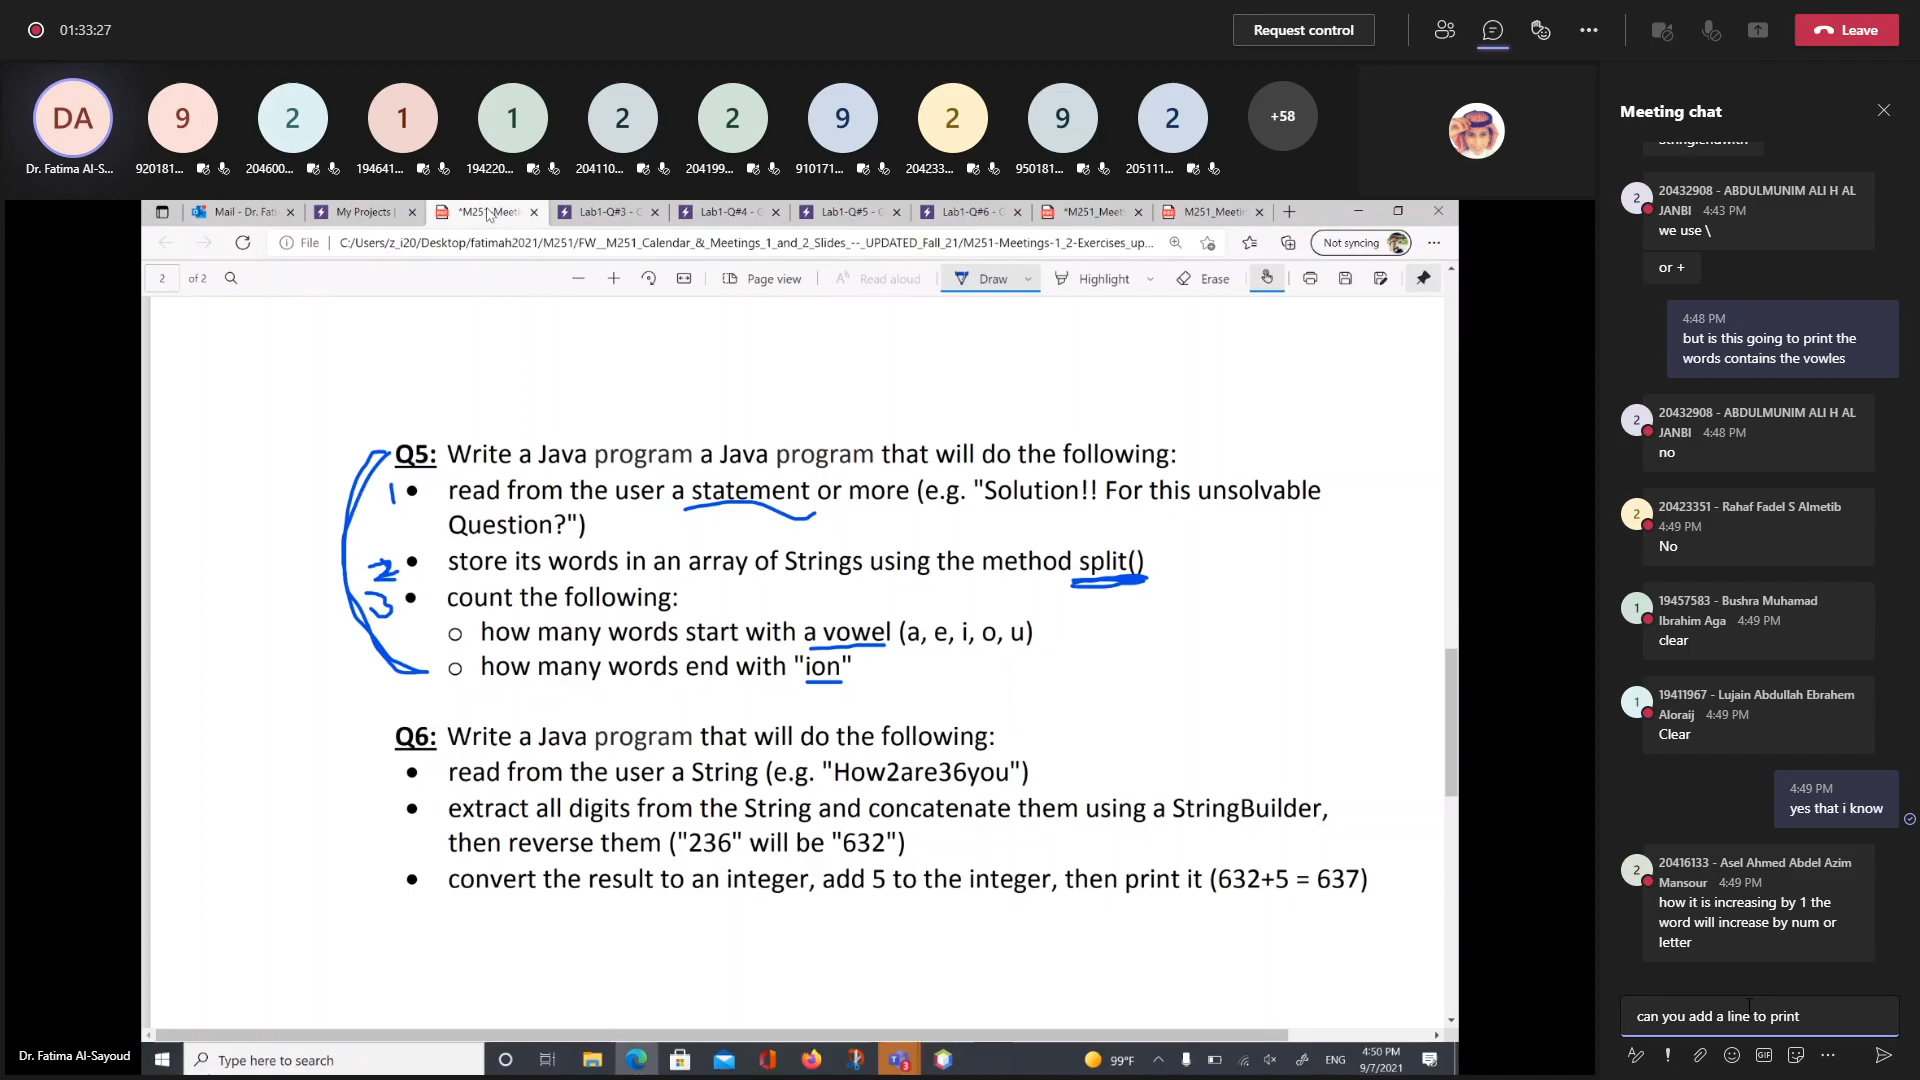 01:33:27
Request control
Leave
DA
9
2
1
1
2
2
9
2
9
2
+58
Dr. Fatima Al-S...
920181...
204600...
194641...
194220...
204110...
204199...
910171...
204233...
950181...
205111...
Mail - Dr. Fati
My Projects |
*M251_Meeti
Lab1-Q#3 - G
Lab1-Q#4 - G
Lab1-Q#5 - G
Lab1-Q#6 - G
*M251_Meet
M251_Meetin
File
C:/Users/z_i20/Desktop/fatimah2021/M251/FW__M251_Calendar_&_Meetings_1_and_2_Slides_--_UPDATED_Fall_21/M251-Meetings-1_2-Exercises_up...
Not syncing
2 of 2
Page view
Read aloud
Draw
Highlight
Erase
Q5: Write a Java program a Java program that will do the following:
1 • read from the user a statement or more (e.g. "Solution!! For this unsolvable
Question?")
2 • store its words in an array of Strings using the method split()
3 • count the following:
o how many words start with a vowel (a, e, i, o, u)
o how many words end with "ion"
Q6: Write a Java program that will do the following:
• read from the user a String (e.g. "How2are36you")
• extract all digits from the String and concatenate them using a StringBuilder,
then reverse them ("236" will be "632")
• convert the result to an integer, add 5 to the integer, then print it (632+5 = 637)
Dr. Fatima Al-Sayoud
Type here to search
3
99°F
ENG
4:50 PM
9/7/2021
Meeting chat
2
20432908 - ABDULMUNIM ALI H AL
JANBI 4:43 PM
we use \
or +
4:48 PM
but is this going to print the
words contains the vowles
2
20432908 - ABDULMUNIM ALI H AL
JANBI 4:48 PM
no
2
20423351 - Rahaf Fadel S Almetib
4:49 PM
No
1
19457583 - Bushra Muhamad
Ibrahim Aga 4:49 PM
clear
1
19411967 - Lujain Abdullah Ebrahem
Aloraij 4:49 PM
Clear
4:49 PM
yes that i know
2
20416133 - Asel Ahmed Abdel Azim
Mansour 4:49 PM
how it is increasing by 1 the
word will increase by num or
letter
can you add a line to print
GIF